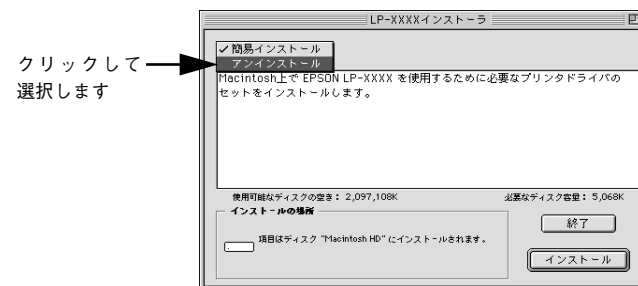 LP-XXXXインストーラ
✓簡易インストール
アンインストール
クリックして
選択します
Macintosh上で EPSON LP-XXXX を使用するために必要なプリンタドライバの
セットをインストールします。
使用可能なディスクの空き： 2,097,108K
必要なディスク容量： 5,068K
インストールの場所
項目はディスク “Macintosh HD” にインストールされます。
終了
インストール